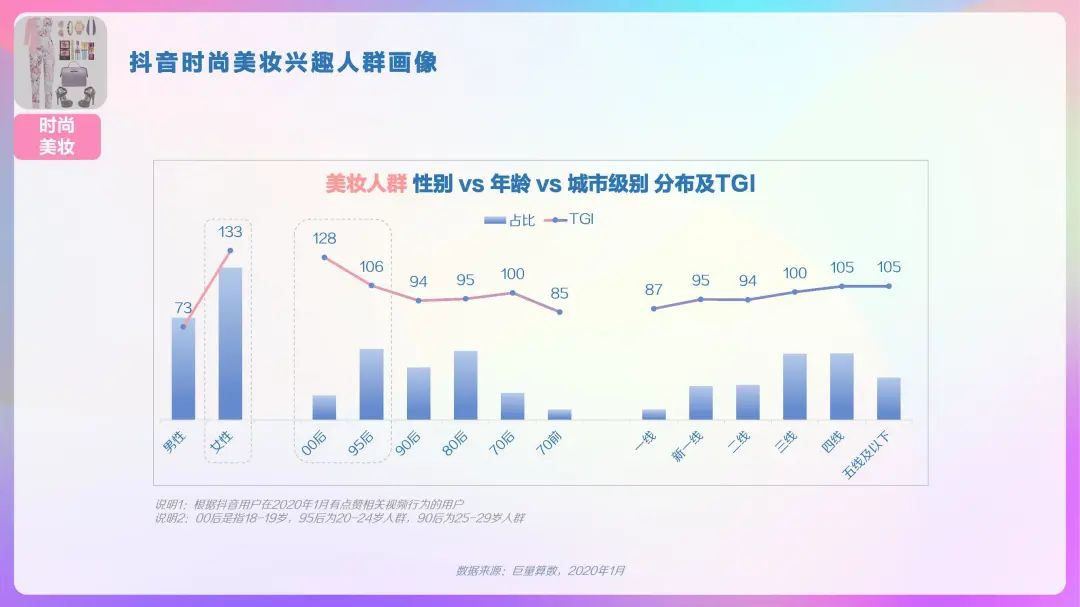 抖音时尚美妆兴趣人群画像
时尚
美妆
美妆人群 性别 vs 年龄 vs 城市级别 分布及TGI
占比 TGI
73
133
128
106
94
95
100
85
87
95
94
100
105
105
男性
女性
00后
95后
90后
80后
70后
70前
一线
新一线
二线
三线
四线
五线及以下
说明1：根据抖音用户在2020年1月有点赞相关视频行为的用户
说明2：00后是指18-19岁，95后为20-24岁人群，90后为25-29岁人群
数据来源：巨量算数，2020年1月